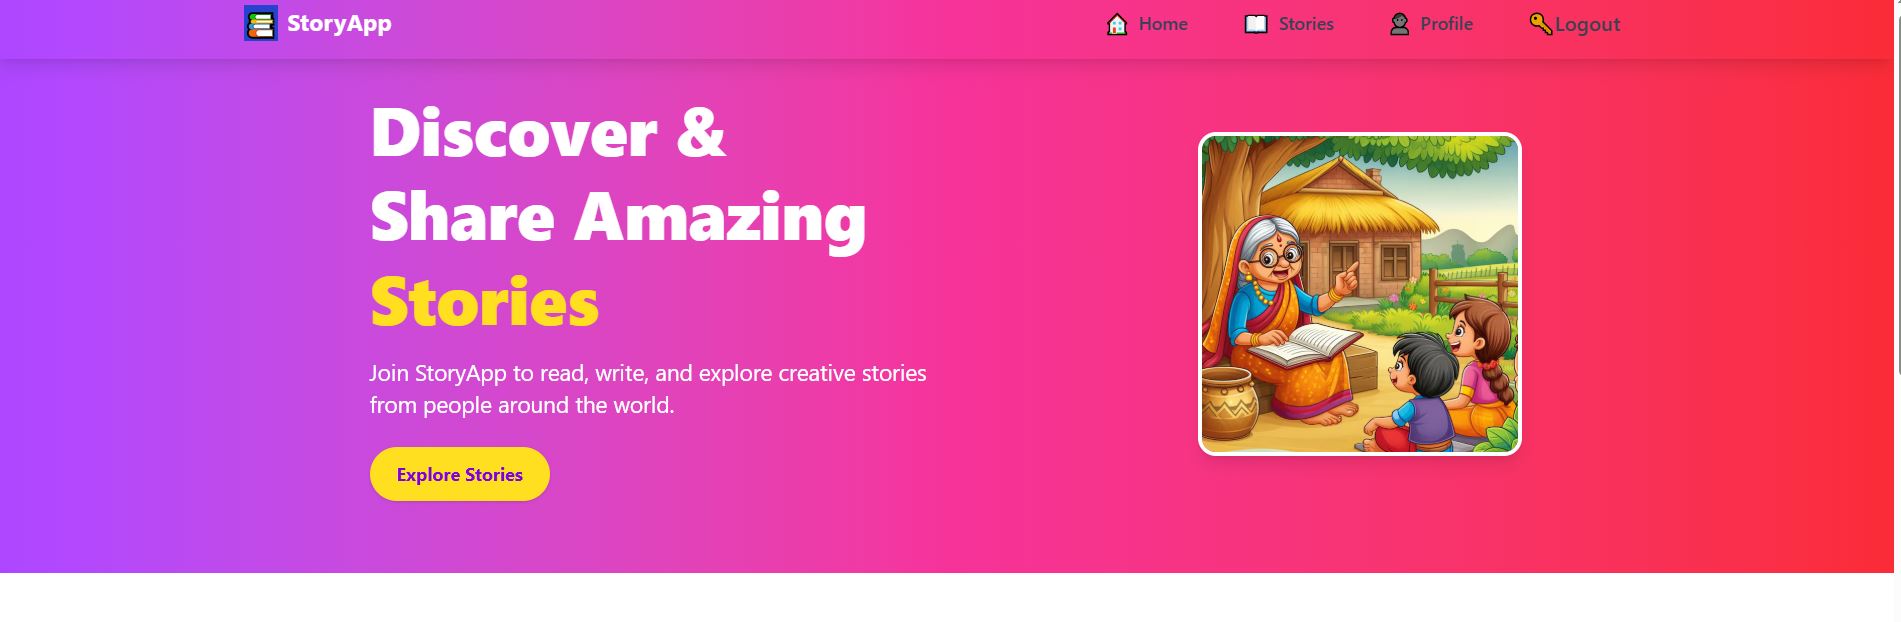 StoryApp
Home
Stories
Profile
Logout
Discover &
Share Amazing
Stories
Join StoryApp to read, write, and explore creative stories
from people around the world.
Explore Stories